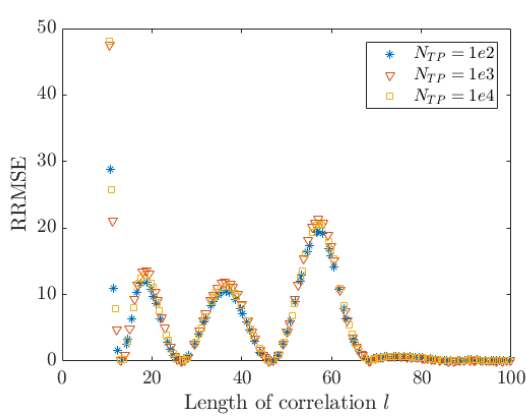 50
40
30
20
10
0
RRMSE
N_TP = 1e2
N_TP = 1e3
N_TP = 1e4
0 20 40 60 80 100
Length of correlation l